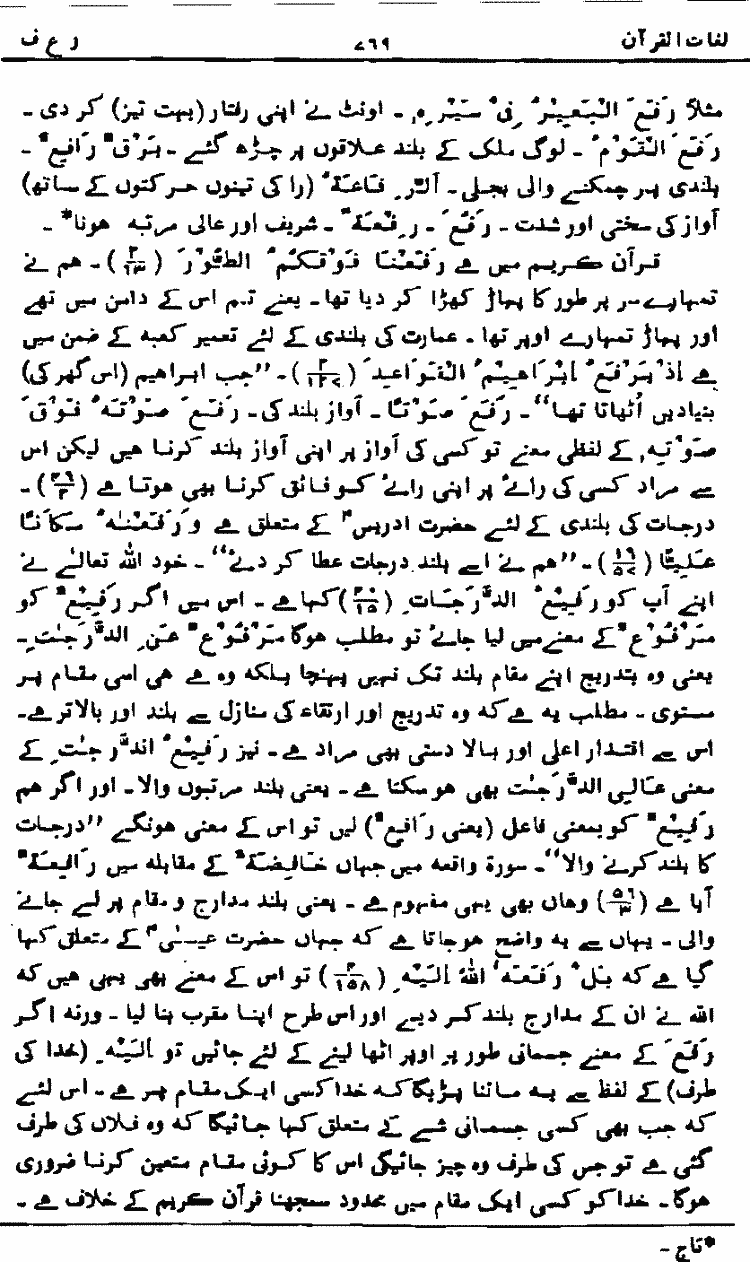 لغات القرآن ۷۶۹ ر ع ف
مثلاً رَفَعَ الْبَعِیْرُ فِیْ سَیْرِہٖ ۔ اونٹ نے اپنی رفتار (بہت تیز) کر دی ۔
رَفَعَ الْقَوْمُ ۔ لوگ ملک کے بلند علاقوں پر چڑھ گئے ۔ بَرْقٌ رَافِعٌ ۔
بلندی پر چمکنے والی بجلی ۔ اَلرِّفَاعَۃُ (را کی تینوں حرکتوں کے ساتھ)
آواز کی سختی اور شدت ۔ رَفُعَ ۔ رِفْعَۃً ۔ شریف اور عالی مرتبہ ہونا* ۔
قرآن کریم میں ہے رَفَعْنَا فَوْقَکُمُ الطُّوْرَ (۲/۶۳) ۔ ہم نے
تمہارے سر پر طور کا پہاڑ کھڑا کر دیا تھا ۔ یعنے تم اس کے دامن میں تھے
اور پہاڑ تمہارے اوپر تھا ۔ عمارت کی بلندی کے لئے تعمیر کعبہ کے ضمن میں
ہے اِذْ یَرْفَعُ اِبْرَاھِیْمُ الْقَوَاعِدَ (۲/۱۲۷) ۔ ”جب ابراھیم (اس گھر کی)
بنیادیں اُٹھاتا تھا“ ۔ رَفَعَ صَوْتًا ۔ آواز بلند کی ۔ رَفَعَ صَوْتَہٗ فَوْقَ
صَوْتِہٖ کے لفظی معنے تو کسی کی آواز پر اپنی آواز بلند کرنا ھیں لیکن اس
سے مراد کسی کی رائے پر اپنی رائے کو فائق کرنا بھی ہوتا ہے (۴۹/۲) ۔
درجات کی بلندی کے لئے حضرت ادریسؑ کے متعلق ہے وَرَفَعْنٰہُ مَکَانًا
عَلِیًّا (۱۹/۵۷) ۔ ”ہم نے اسے بلند درجات عطا کر دئے“ ۔ خود اللہ تعالےٰ نے
اپنے آپ کو رَفِیْعُ الدَّرَجَاتِ (۴۰/۱۵) کہا ہے ۔ اس میں اگر رَفِیْعٌ کو
مَرْفُوْعٌ کے معنے میں لیا جائے تو مطلب ہوگا مَرْفُوْعٌ عَنِ الدَّرَجٰتِ ۔
یعنی وہ بتدریج اپنے مقام بلند تک نہیں پہنچا بلکہ وہ ہے ھی اسی مقام پر
مستوی ۔ مطلب یہ ہے کہ وہ تدریج اور ارتقاء کی منازل سے بلند اور بالاتر ہے۔
اس سے اقتدار اعلی اور بالا دستی بھی مراد ہے ۔ نیز رَفِیْعُ الدَّرَجٰتِ کے
معنی عَالِی الدَّرَجٰتِ بھی ہو سکتا ہے ۔ یعنی بلند مرتبوں والا ۔ اور اگر ہم
رَفِیْعٌ کو بمعنی فاعل (یعنی رَافِعٌ) لیں تو اس کے معنی ہونگے ”درجات
کا بلند کرنے والا“ ۔ سورۃ واقعہ میں جہاں خَافِضَۃٌ کے مقابلہ میں رَافِعَۃٌ
آیا ہے (۵۶/۳) وھاں بھی یہی مفہوم ہے ۔ یعنی بلند مدارج و مقام پر لے جانے
والی ۔ یہاں سے یہ واضح ہوجاتا ہے کہ جہاں حضرت عیسٰیؑ کے متعلق کہا
گیا ہے کہ بَلْ رَفَعَہُ اللہُ اِلَیْہِ (۴/۱۵۸) تو اس کے معنے بھی یہی ھیں کہ
اللہ نے ان کے مدارج بلند کر دیے اور اس طرح اپنا مقرب بنا لیا ۔ ورنہ اگر
رَفَعَ کے معنے جسمانی طور پر اوپر اٹھا لینے کے لئے جائیں تو اِلَیْہِ (خدا کی
طرف) کے لفظ سے یہ ماننا پڑیگا کہ خدا کسی ایک مقام پر ہے ۔ اس لئے
کہ جب بھی کسی جسمانی شے کے متعلق کہا جائیگا کہ وہ فلاں کی طرف
گئی ہے تو جس کی طرف وہ چیز جائیگی اس کا کوئی مقام متعین کرنا ضروری
ہوگا ۔ خدا کو کسی ایک مقام میں محدود سمجھنا قرآن کریم کے خلاف ہے ۔
*تاج ۔